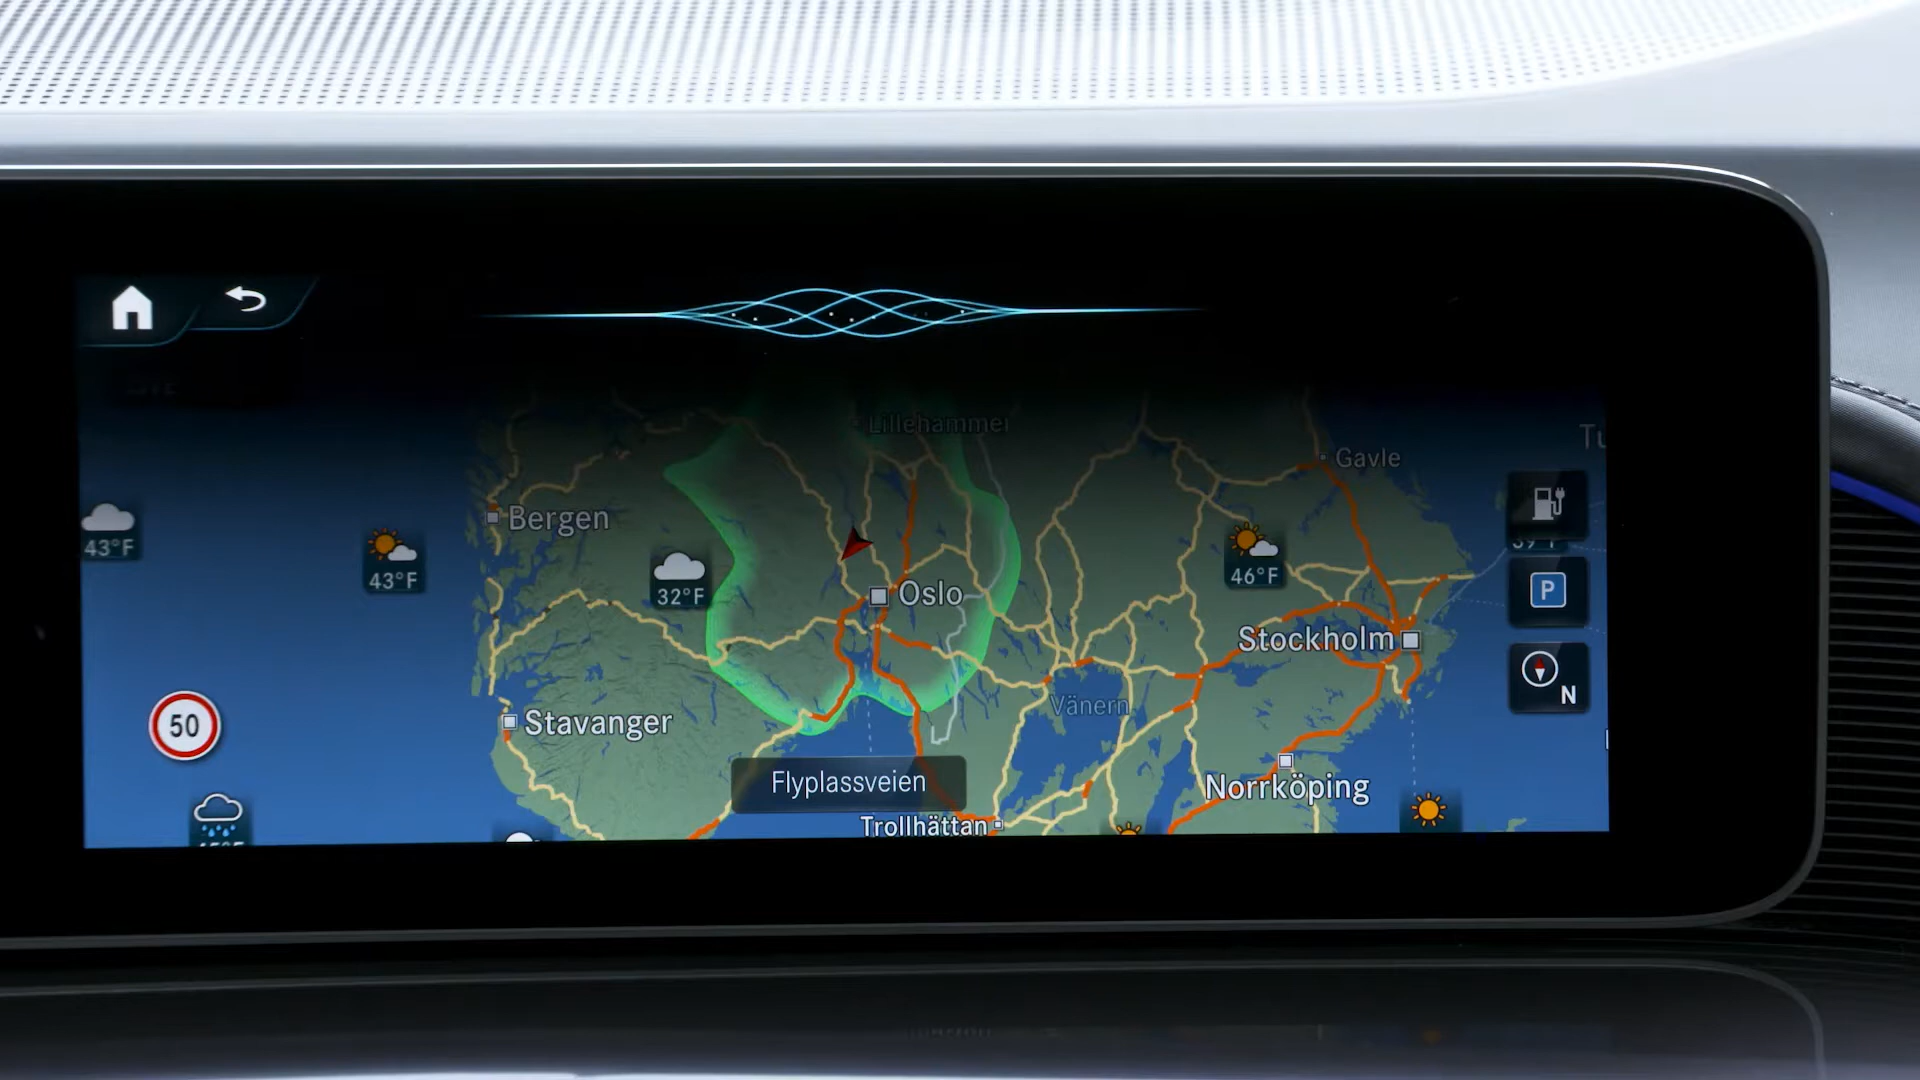 Lillehammer
Gavle
Bergen
43°F
43°F
32°F
46°F
P
Oslo
Stockholm
N
Vänern
50
Stavanger
Flyplassveien
Norrköping
Trollhättan